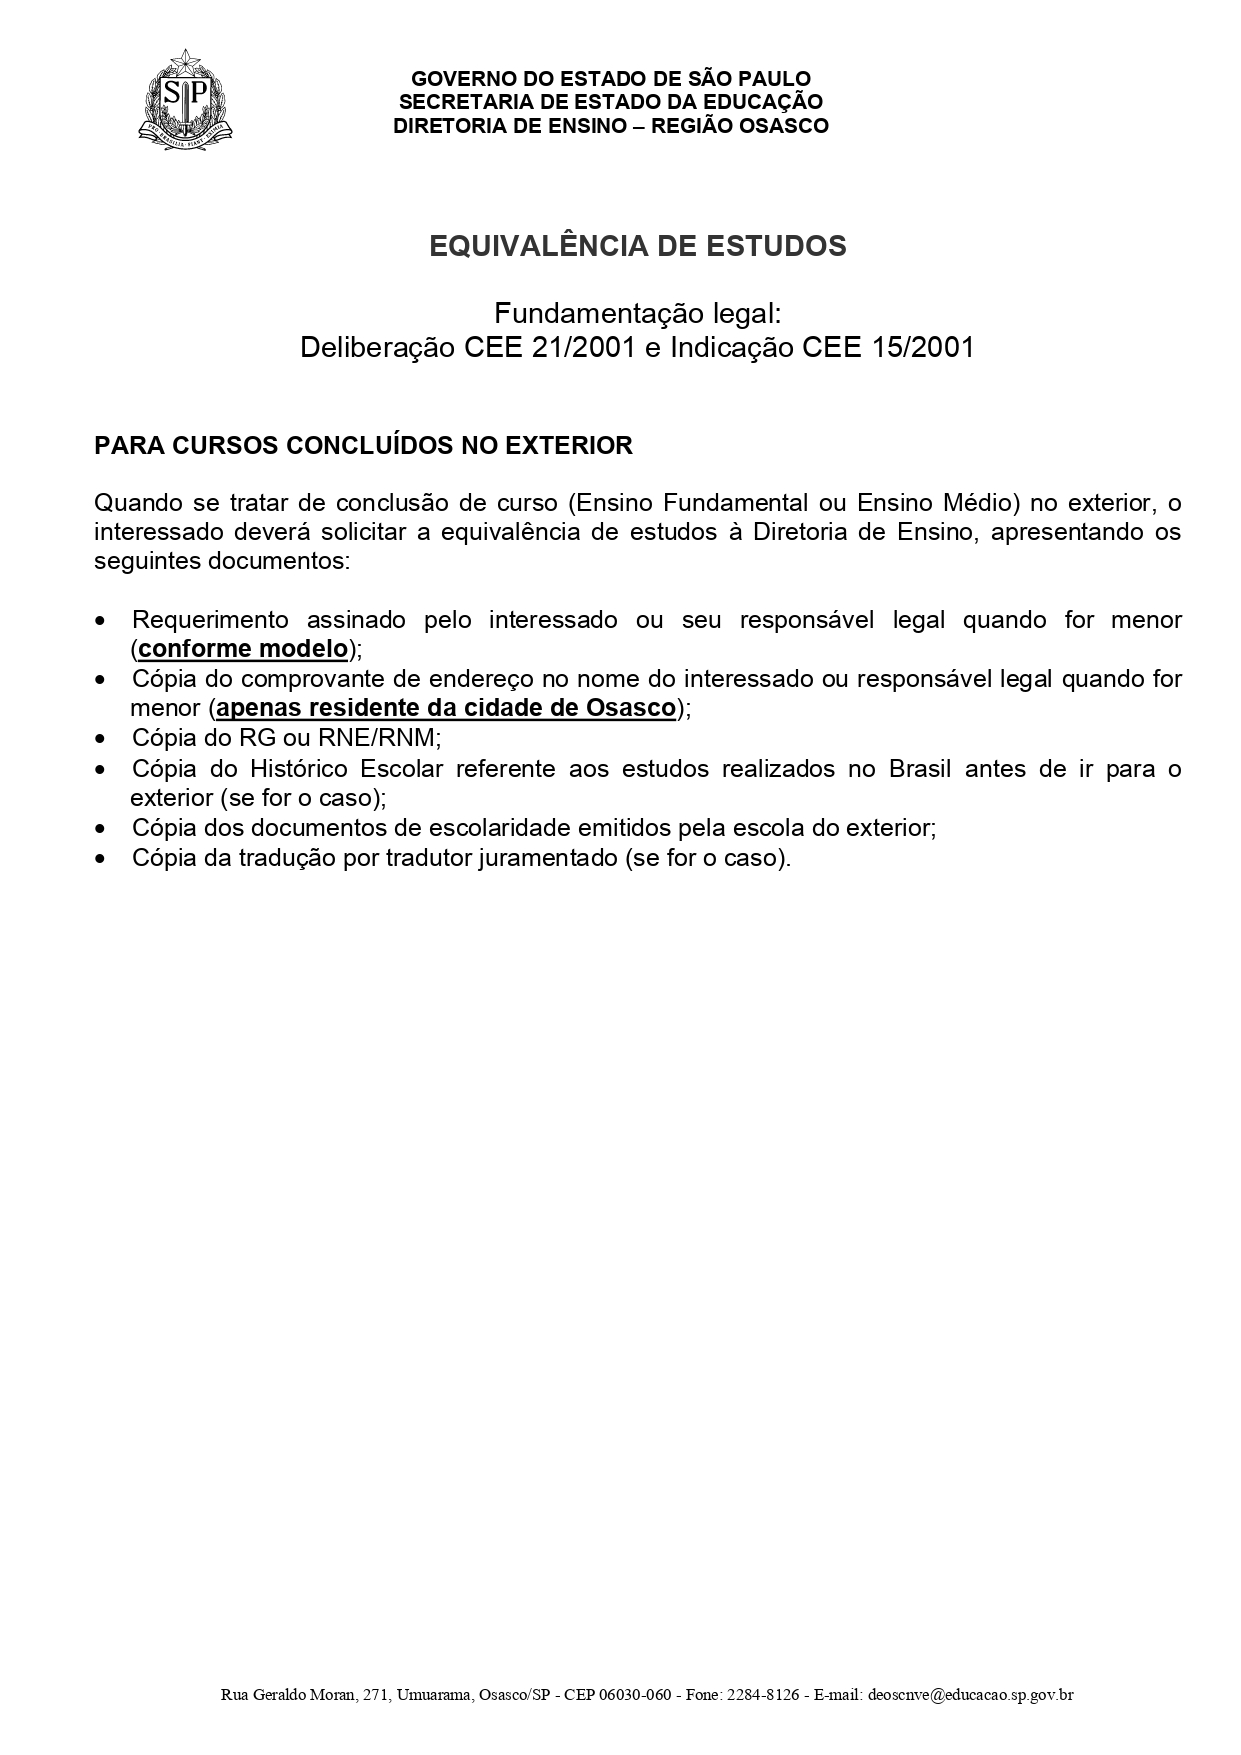 SP
GOVERNO DO ESTADO DE SÃO PAULO
SECRETARIA DE ESTADO DA EDUCAÇÃO
DIRETORIA DE ENSINO – REGIÃO OSASCO
EQUIVALÊNCIA DE ESTUDOS
Fundamentação legal:
Deliberação CEE 21/2001 e Indicação CEE 15/2001
PARA CURSOS CONCLUÍDOS NO EXTERIOR
Quando se tratar de conclusão de curso (Ensino Fundamental ou Ensino Médio) no exterior, o
interessado deverá solicitar a equivalência de estudos à Diretoria de Ensino, apresentando os
seguintes documentos:
• Requerimento assinado pelo interessado ou seu responsável legal quando for menor
(conforme modelo);
• Cópia do comprovante de endereço no nome do interessado ou responsável legal quando for
menor (apenas residente da cidade de Osasco);
• Cópia do RG ou RNE/RNM;
• Cópia do Histórico Escolar referente aos estudos realizados no Brasil antes de ir para o
exterior (se for o caso);
• Cópia dos documentos de escolaridade emitidos pela escola do exterior;
• Cópia da tradução por tradutor juramentado (se for o caso).
Rua Geraldo Moran, 271, Umuarama, Osasco/SP - CEP 06030-060 - Fone: 2284-8126 - E-mail: deoscnve@educacao.sp.gov.br